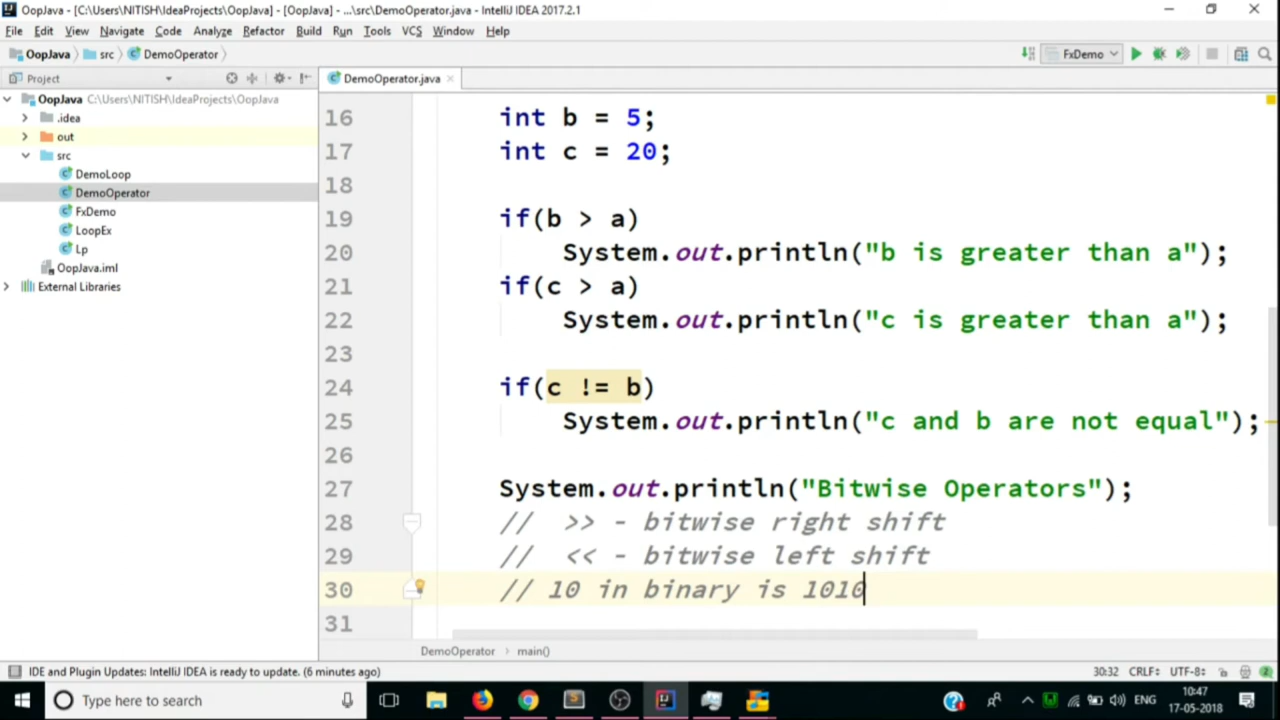 OopJava - [C:\Users\NITISH\IdeaProjects\OopJava] - [OopJava] - ...\src\DemoOperator.java - IntelliJ IDEA 2017.2.1
File Edit View Navigate Code Analyze Refactor Build Run Tools VCS Window Help
OopJava src DemoOperator FxDemo
Project DemoOperator.java
OopJava C:\Users\NITISH\IdeaProjects\OopJava
.idea
out
src
DemoLoop
DemoOperator
FxDemo
LoopEx
Lp
OopJava.iml
External Libraries
16 int b = 5;
17 int c = 20;
18
19 if(b > a)
20 System.out.println("b is greater than a");
21 if(c > a)
22 System.out.println("c is greater than a");
23
24 if(c != b)
25 System.out.println("c and b are not equal");
26
27 System.out.println("Bitwise Operators");
28 // >> - bitwise right shift
29 // << - bitwise left shift
30 // 10 in binary is 1010
31
DemoOperator main()
IDE and Plugin Updates: IntelliJ IDEA is ready to update. (6 minutes ago) 30:32 CRLF÷ UTF-8÷
Type here to search ENG 10:47
17-05-2018